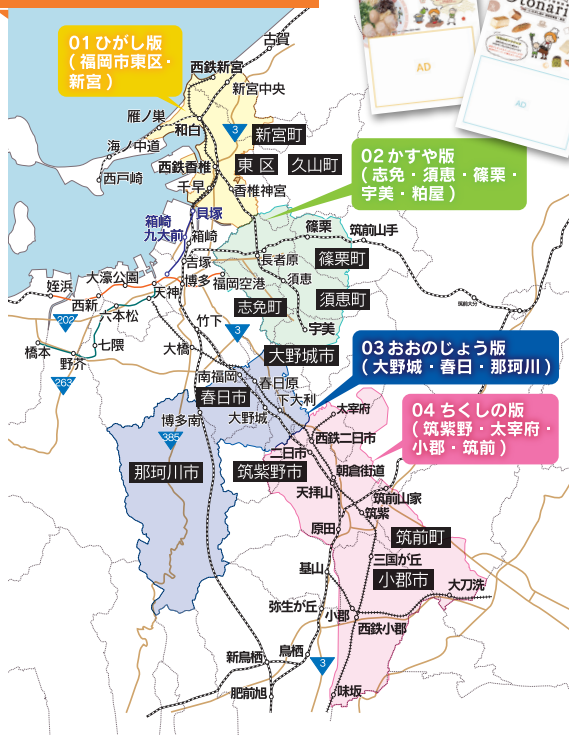 otonari
AD
AD
01 ひがし版
( 福岡市東区・
新宮 )
古賀
西鉄新宮
新宮中央
雁ノ巣
和白
3
新宮町
海ノ中道
西鉄香椎
東 区
久山町
西戸崎
千早
香椎神宮
02 かすや版
( 志免・須恵・篠栗・
宇美・粕屋 )
貝塚
箱崎
九大前
箱崎
篠栗
筑前山手
吉塚
長者原
篠栗町
姪浜
大濠公園
博多
福岡空港
須恵
西新
天神
志免町
須恵町
筑前大分
202
六本松
竹下
3
宇美
橋本
七隈
大橋
大野城市
野芥
263
南福岡
春日原
03 おおのじょう版
( 大野城・春日・那珂川 )
春日市
下大利
太宰府
博多南
大野城
385
西鉄二日市
04 ちくしの版
( 筑紫野・太宰府・
小郡・筑前 )
二日市
那珂川市
筑紫野市
朝倉街道
天拝山
筑前山家
筑紫
原田
筑前町
三国が丘
基山
小郡市
大刀洗
弥生が丘
小郡
西鉄小郡
新鳥栖
鳥栖
3
肥前旭
味坂